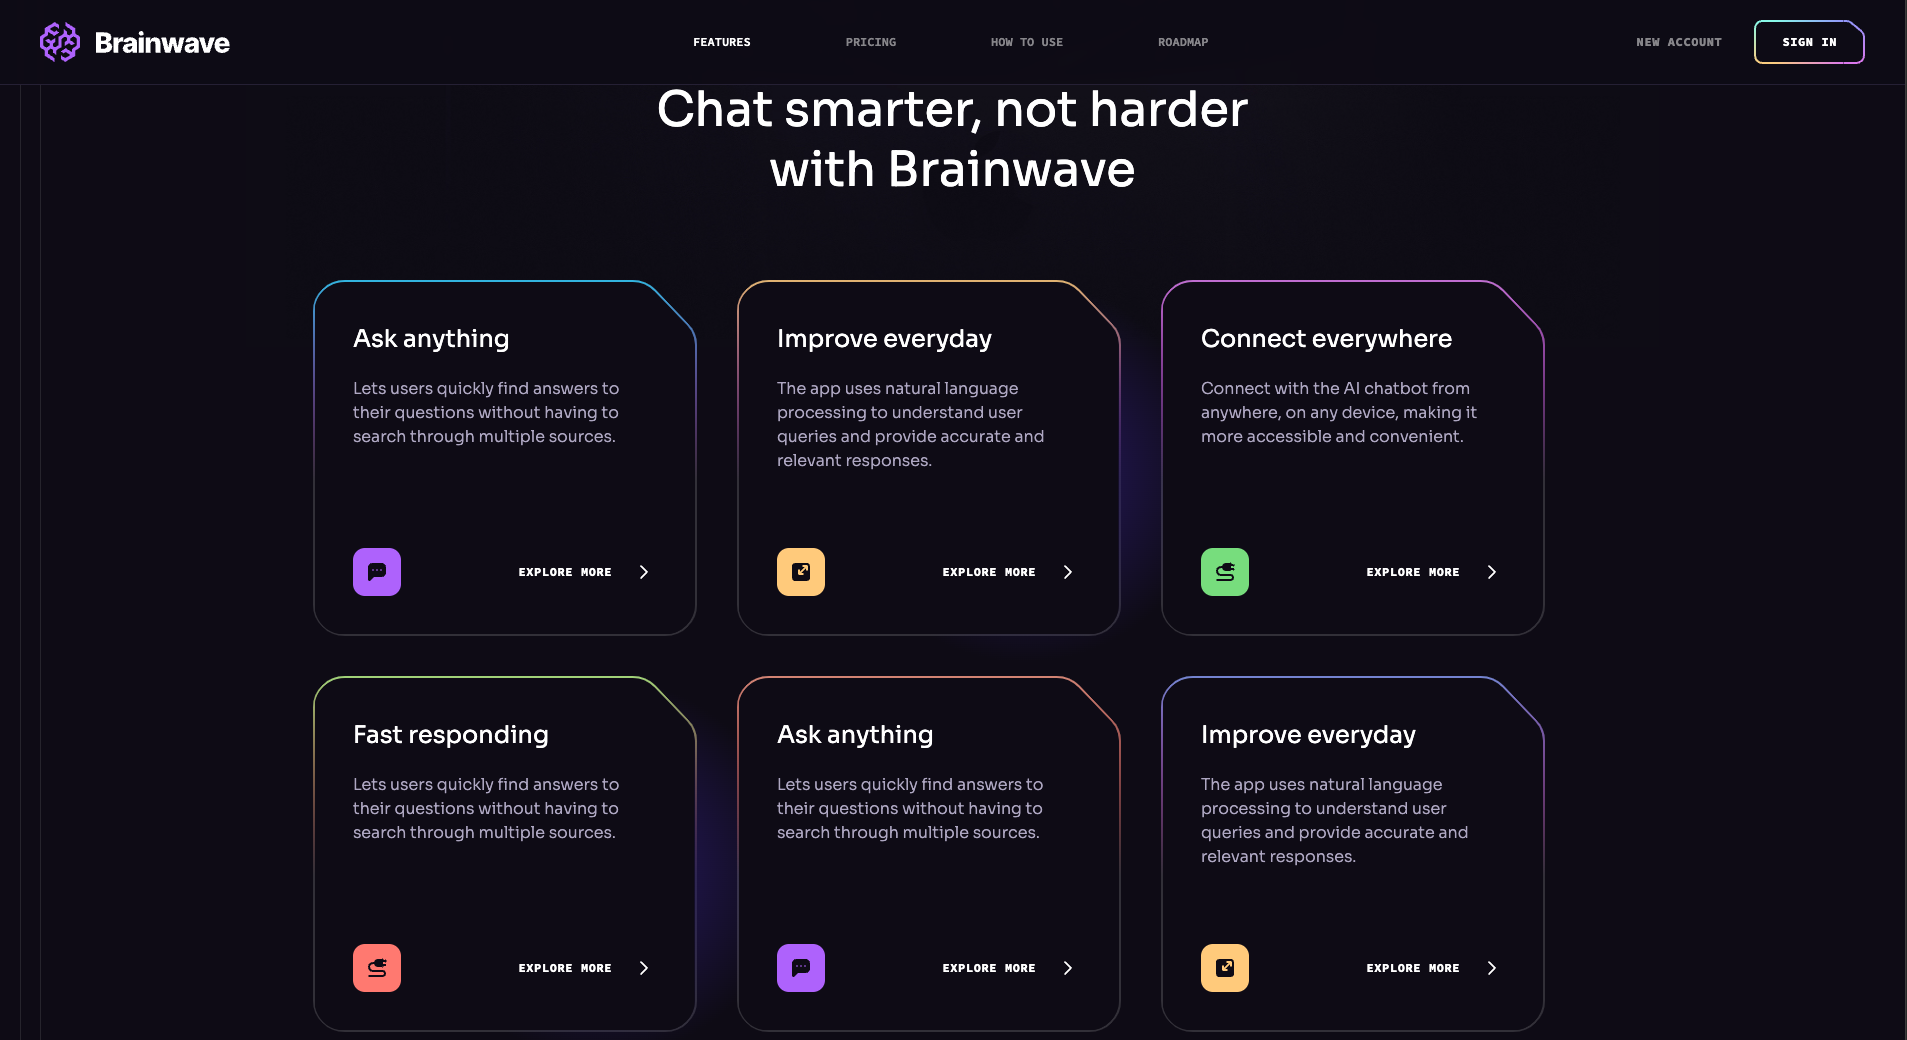 Brainwave
FEATURES
PRICING
HOW TO USE
ROADMAP
NEW ACCOUNT
SIGN IN
Chat smarter, not harder
with Brainwave
Ask anything
Lets users quickly find answers to
their questions without having to
search through multiple sources.
EXPLORE MORE
Improve everyday
The app uses natural language
processing to understand user
queries and provide accurate and
relevant responses.
EXPLORE MORE
Connect everywhere
Connect with the AI chatbot from
anywhere, on any device, making it
more accessible and convenient.
EXPLORE MORE
Fast responding
Lets users quickly find answers to
their questions without having to
search through multiple sources.
EXPLORE MORE
Ask anything
Lets users quickly find answers to
their questions without having to
search through multiple sources.
EXPLORE MORE
Improve everyday
The app uses natural language
processing to understand user
queries and provide accurate and
relevant responses.
EXPLORE MORE